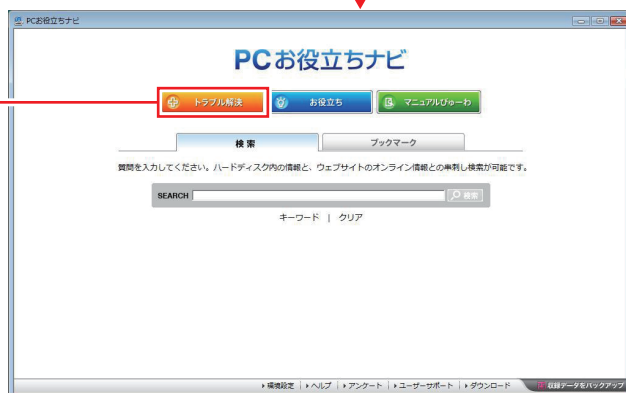 PCお役立ちナビ
PCお役立ちナビ
トラブル解決 お役立ち マニュアルびゅーわ
検索 ブックマーク
質問を入力してください。ハードディスク内の情報と、ウェブサイトのオンライン情報との串刺し検索が可能です。
SEARCH 検索
キーワード | クリア
環境設定 | ヘルプ | アンケート | ユーザーサポート | ダウンロード 収録データをバックアップ